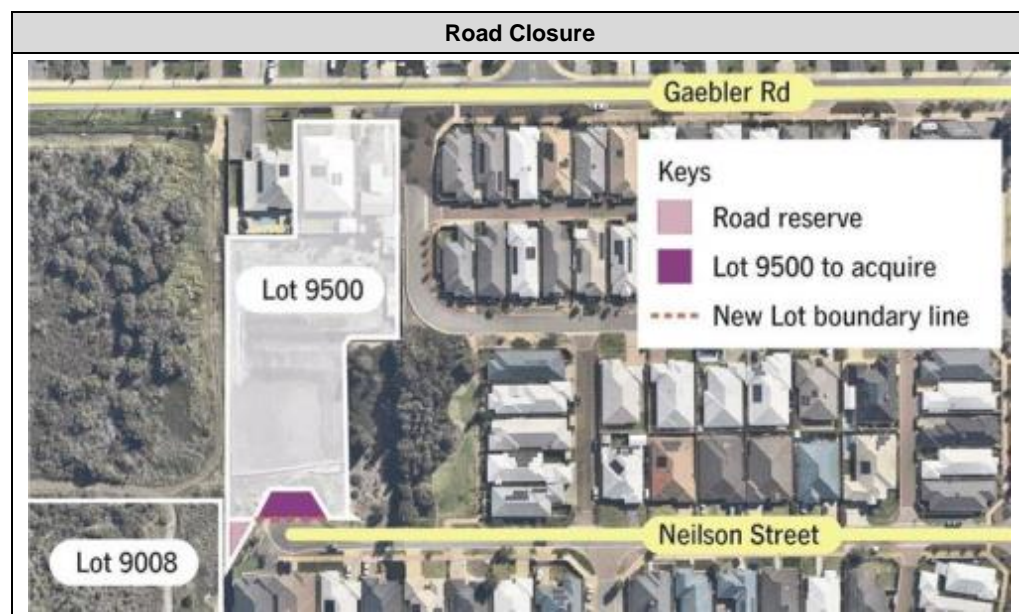 Road Closure
Gaebler Rd
Keys
Road reserve
Lot 9500 to acquire
New Lot boundary line
Lot 9500
Neilson Street
Lot 9008